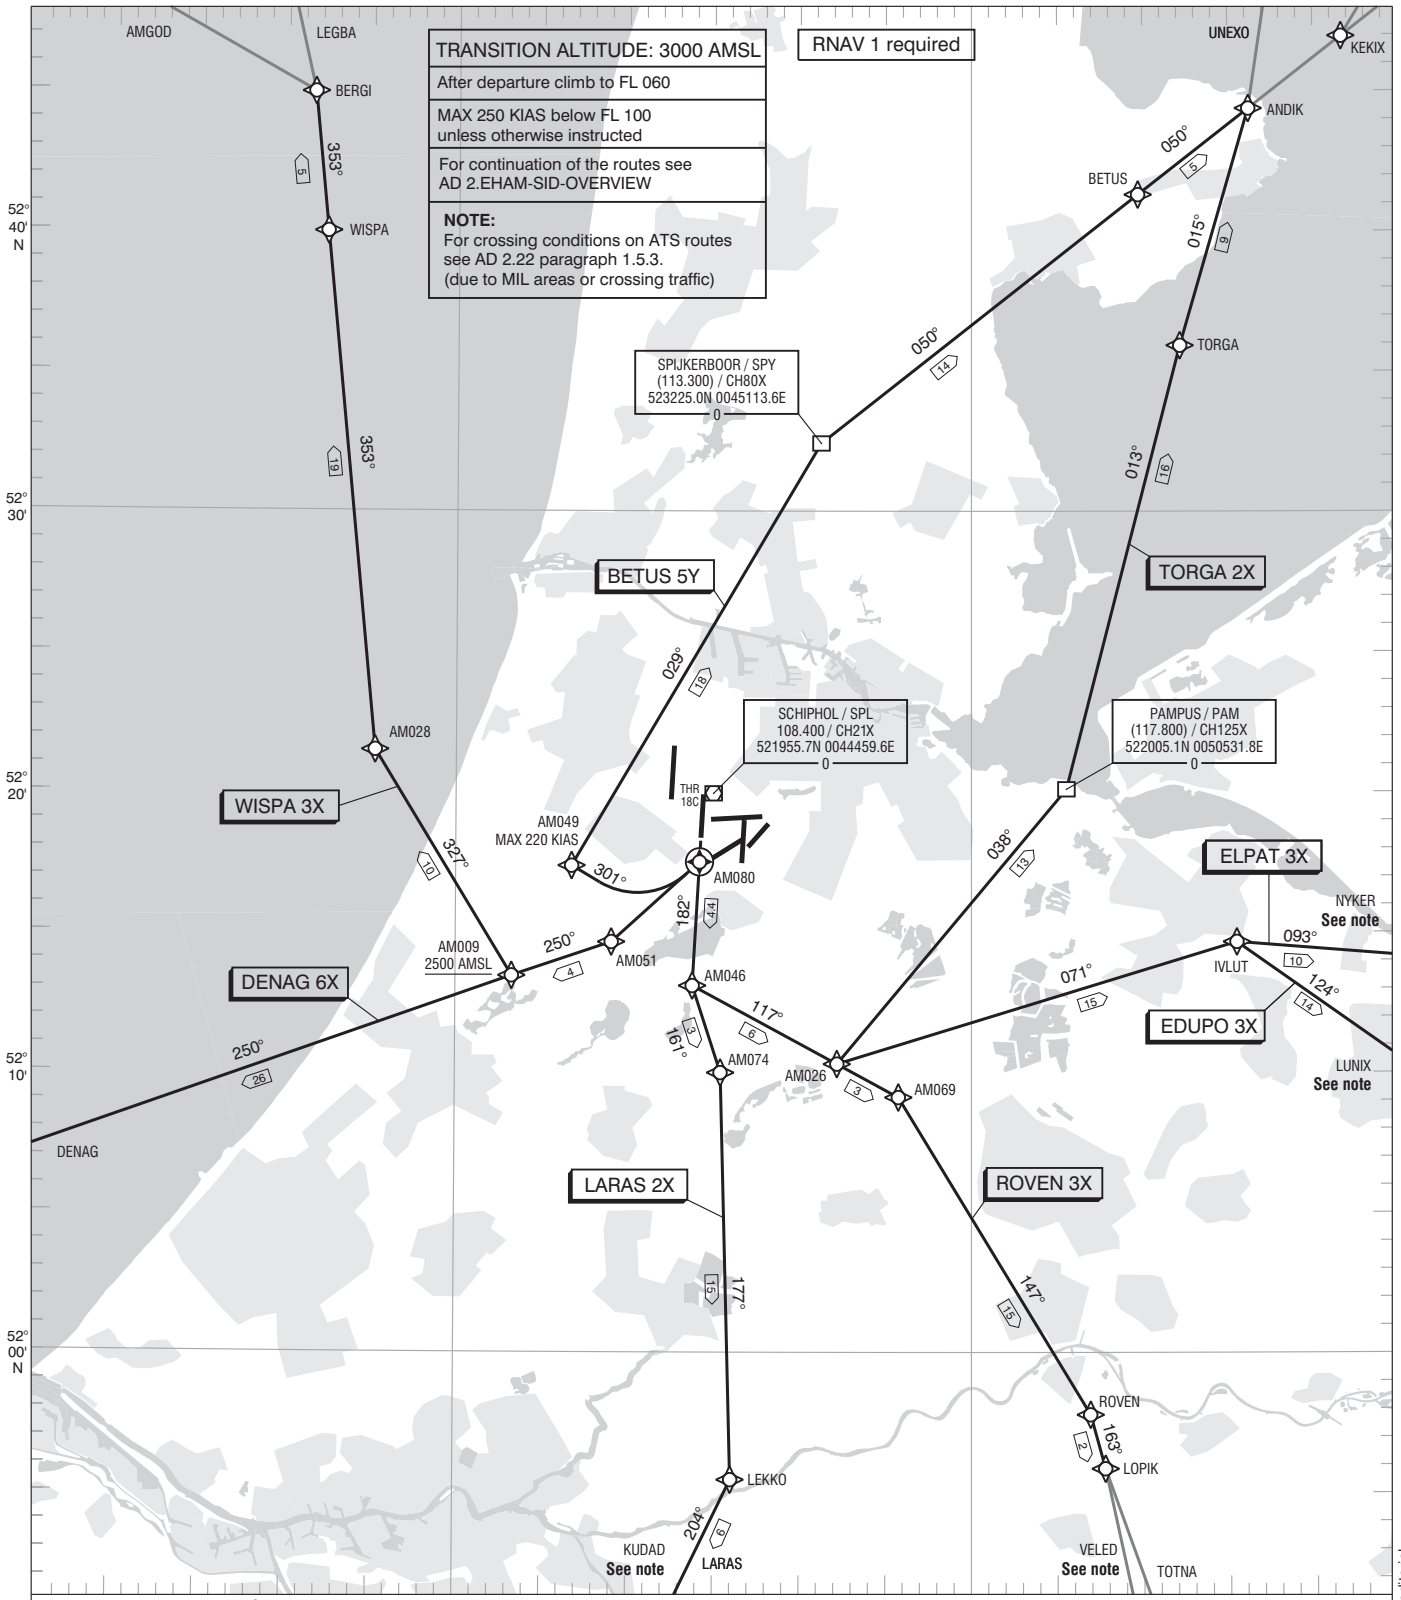 AMGOD
LEGBA
BERGI
353°
5
WISPA
353°
19
TRANSITION ALTITUDE: 3000 AMSL
After departure climb to FL 060
MAX 250 KIAS below FL 100
unless otherwise instructed
For continuation of the routes see
AD 2.EHAM-SID-OVERVIEW
NOTE:
For crossing conditions on ATS routes
see AD 2.22 paragraph 1.5.3.
(due to MIL areas or crossing traffic)
RNAV 1 required
UNEXO
KEKIX
ANDIK
050°
5
BETUS
015°
9
TORGA
050°
14
013°
16
TORGA 2X
52°
40'
N
52°
30'
52°
20'
52°
10'
52°
00'
N
SPIJKERBOOR / SPY
(113.300) / CH80X
523225.0N 0045113.6E
0
BETUS 5Y
029°
18
SCHIPHOL / SPL
108.400 / CH21X
521955.7N 0044459.6E
0
PAMPUS / PAM
(117.800) / CH125X
522005.1N 0050531.8E
0
THR
18C
AM028
WISPA 3X
327°
10
AM049
MAX 220 KIAS
301°
AM080
182°
4.4
038°
13
ELPAT 3X
NYKER
See note
093°
10
IVLUT
124°
14
EDUPO 3X
LUNIX
See note
071°
15
AM009
2500 AMSL
250°
4
AM051
DENAG 6X
250°
26
DENAG
AM046
117°
6
161°
3
AM074
AM026
3
AM069
LARAS 2X
177°
15
ROVEN 3X
147°
15
ROVEN
163°
2
LOPIK
LEKKO
204°
6
KUDAD
See note
LARAS
VELED
See note
TOTNA